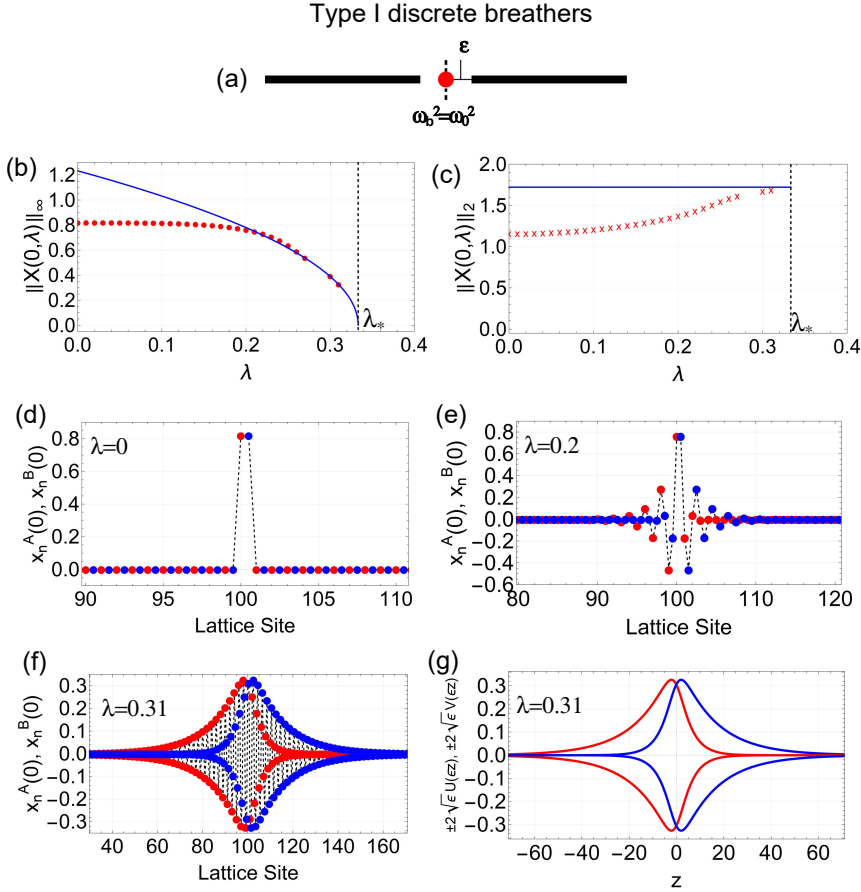 Type I discrete breathers
(a)
ε
ω_b²=ω_0²
(b)
||X(0,λ)||_∞
1.2
1.0
0.8
0.6
0.4
0.2
0.0
λ_*
0.0 0.1 0.2 0.3 0.4
λ
(c)
||X(0,λ)||_2
2.0
1.5
1.0
0.5
0.0
λ_*
0.0 0.1 0.2 0.3 0.4
λ
(d)
x_n^A(0), x_n^B(0)
λ=0
0.8
0.6
0.4
0.2
0.0
90 95 100 105 110
Lattice Site
(e)
x_n^A(0), x_n^B(0)
λ=0.2
0.8
0.6
0.4
0.2
0.0
-0.2
-0.4
-0.6
80 90 100 110 120
Lattice Site
(f)
x_n^A(0), x_n^B(0)
λ=0.31
0.3
0.2
0.1
0.0
-0.1
-0.2
-0.3
40 60 80 100 120 140 160
Lattice Site
(g)
±2√ε U(εz), ±2√ε V(εz)
λ=0.31
0.3
0.2
0.1
0.0
-0.1
-0.2
-0.3
-60 -40 -20 0 20 40 60
z